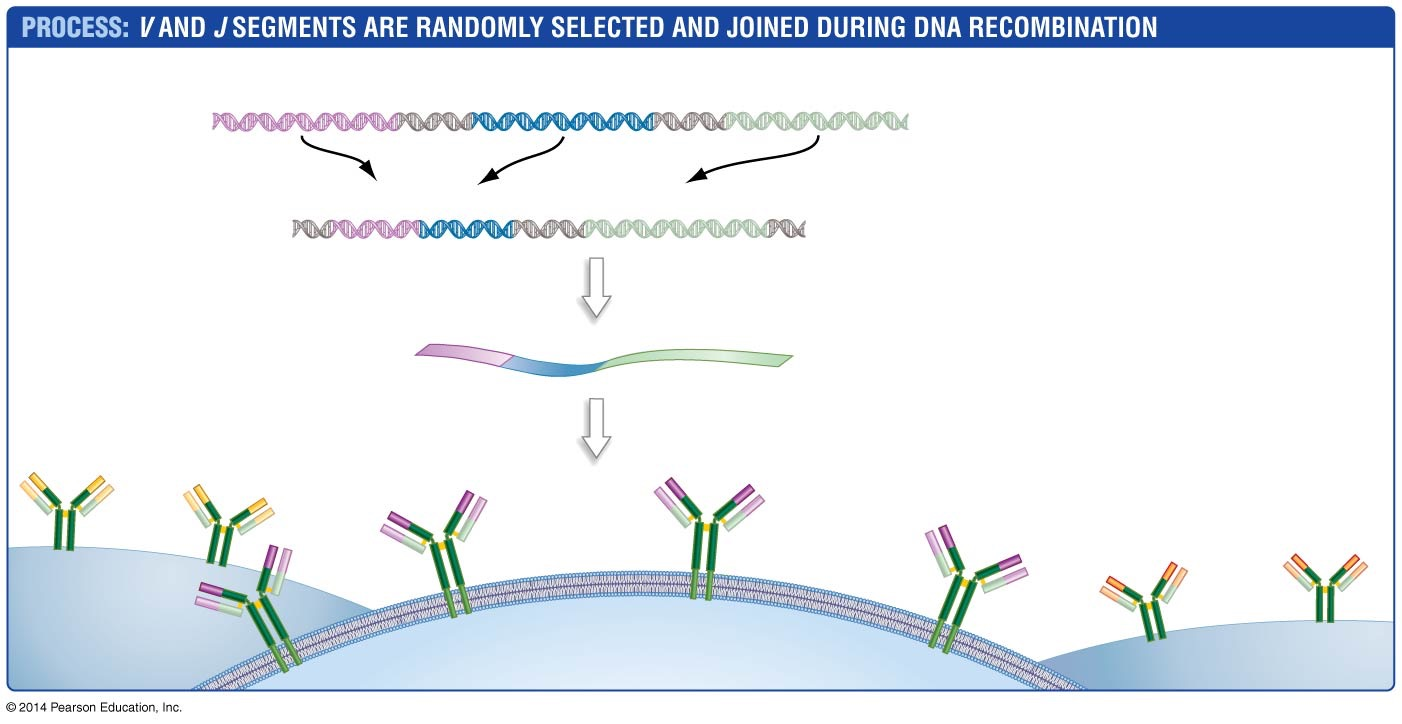 PROCESS: V AND J SEGMENTS ARE RANDOMLY SELECTED AND JOINED DURING DNA RECOMBINATION
© 2014 Pearson Education, Inc.